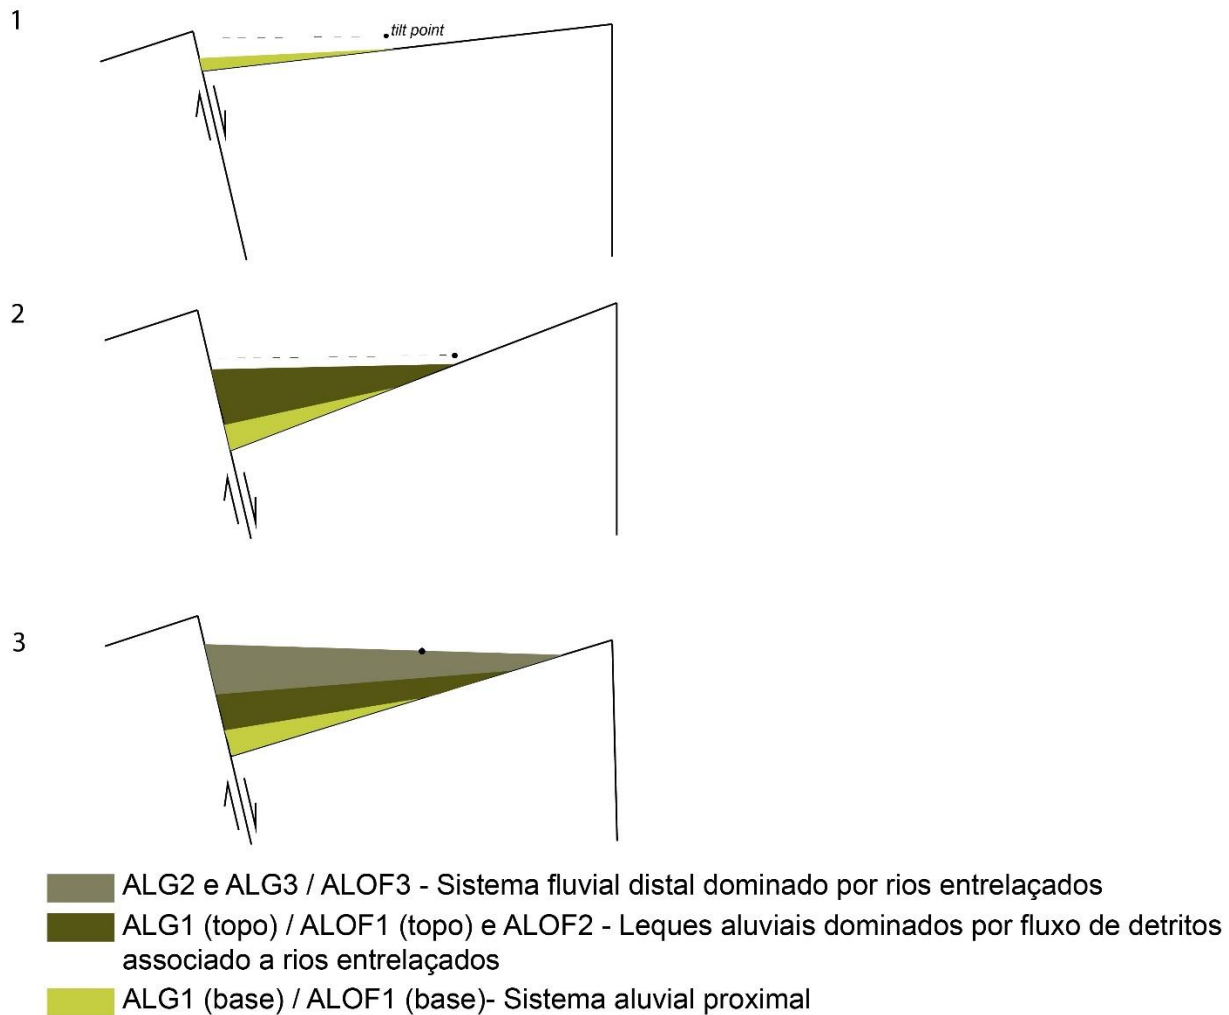 1
tilt point
2
3
ALG2 e ALG3 / ALOF3 - Sistema fluvial distal dominado por rios entrelaçados
ALG1 (topo) / ALOF1 (topo) e ALOF2 - Leques aluviais dominados por fluxo de detritos
associado a rios entrelaçados
ALG1 (base) / ALOF1 (base)- Sistema aluvial proximal